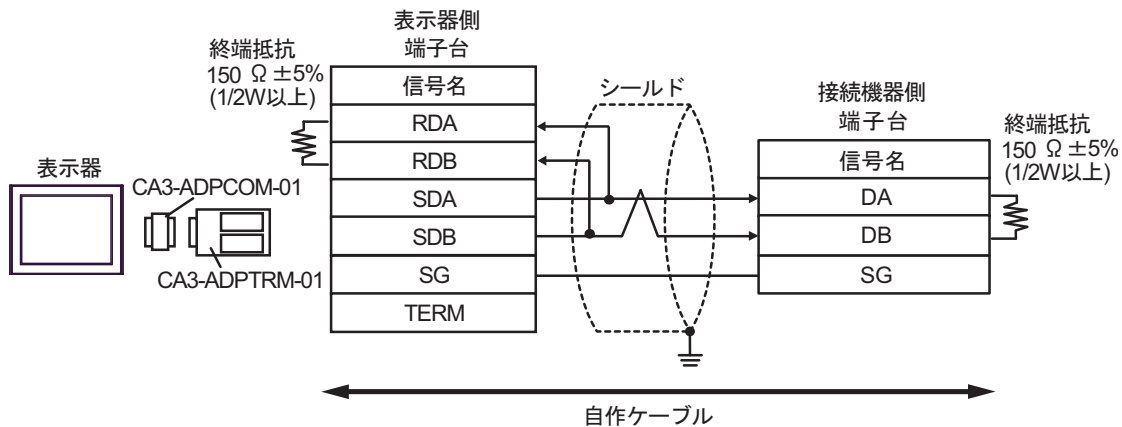 表示器側
端子台
終端抵抗
150 Ω ±5%
(1/2W以上)
信号名
RDA
RDB
SDA
SDB
SG
TERM
シールド
接続機器側
端子台
信号名
DA
DB
SG
終端抵抗
150 Ω ±5%
(1/2W以上)
表示器
CA3-ADPCOM-01
CA3-ADPTRM-01
自作ケーブル